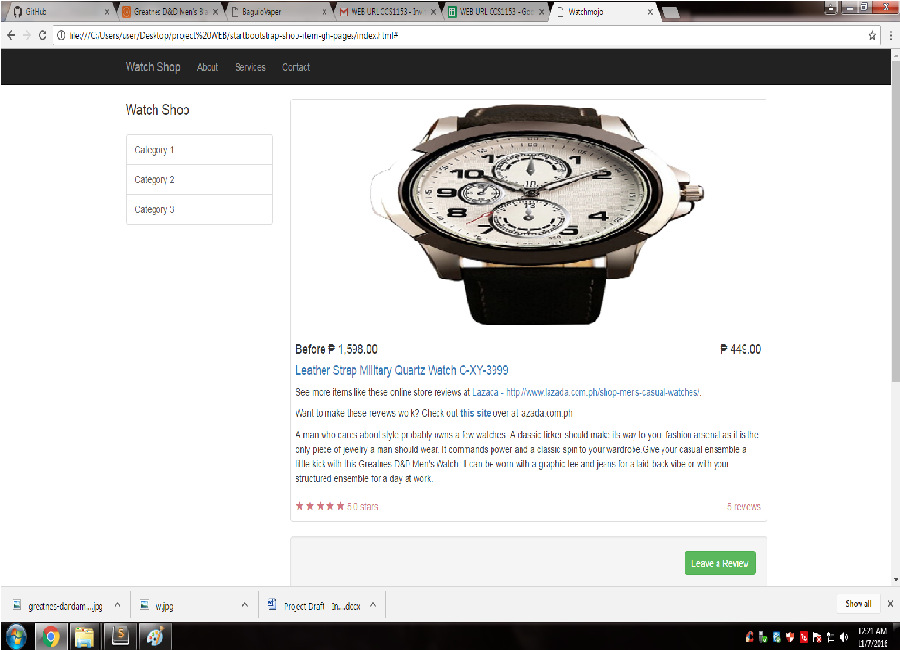 GitHub
Greatnes D&D Men's Bla
BaguioVaper
WEB URL CCS1153 - Inv
WEB URL CCS1153 - Goo
Watchmojo
file:///C:/Users/user/Desktop/project%20WEB/startbootstrap-shop-item-gh-pages/index.html#
Watch Shop About Services Contact
Watch Shop
Category 1
Category 2
Category 3
Before ₱ 1,598.00 ₱ 449.00
Leather Strap Military Quartz Watch C-XY-3999
See more items like these online store reviews at Lazada - http://www.lazada.com.ph/shop-mens-casual-watches/.
Want to make these reviews work? Check out this site over at lazada.com.ph
A man who cares about style probably owns a few watches. A classic ticker should make its way to your fashion arsenal as it is the
only piece of jewelry a man should wear. It commands power and a classic spin to your wardrobe.Give your casual ensemble a
little kick with this Greatnes D&D Men's Watch. It can be worn with a graphic tee and jeans for a laid back vibe or with your
structured ensemble for a day at work.
★★★★★ 5.0 stars 5 reviews
Leave a Review
greatnes-dandam....jpg
w.jpg
Project Draft - In....docx
Show all
12:21 AM
11/7/2016